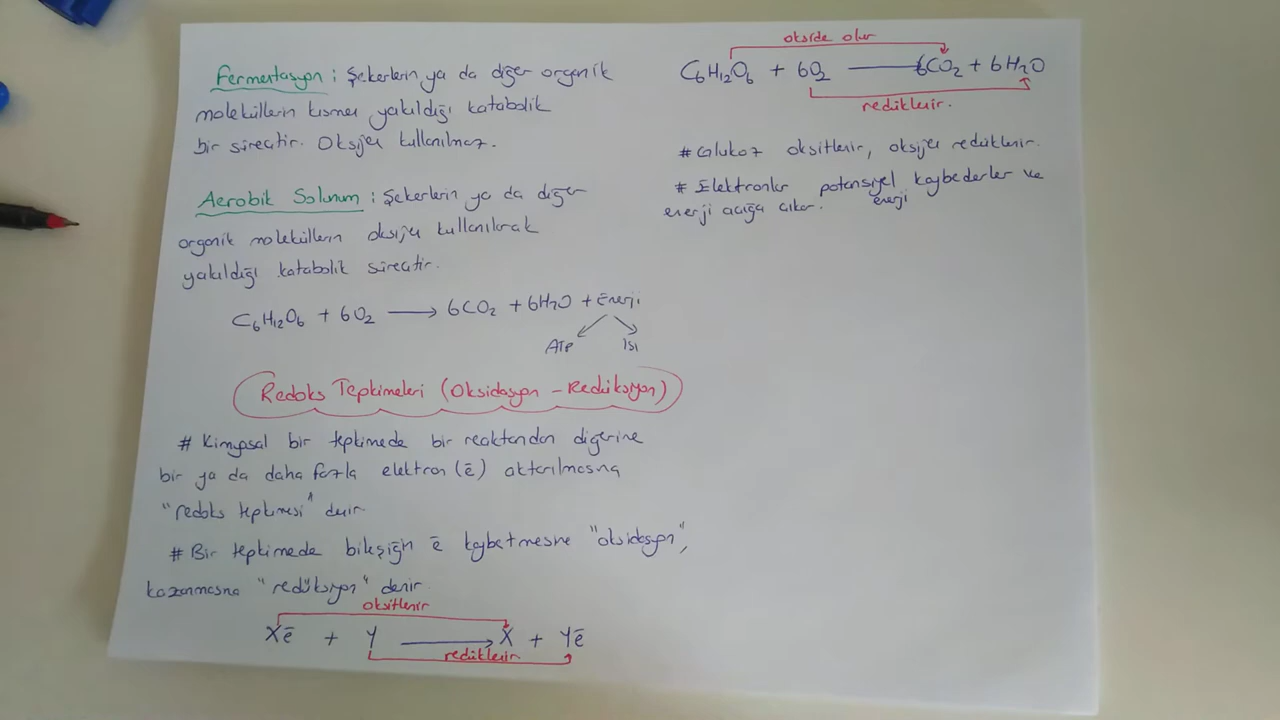 Fermentasyon : Şekerlerin ya da diğer organik
moleküllerin kısmen yakıldığı katabolik
bir süreçtir. Oksijen kullanılmaz.
Aerobik Solunum : Şekerlerin ya da diğer
organik moleküllerin oksijen kullanılarak
yakıldığı katabolik süreçtir.
C₆H₁₂O₆ + 6O₂ → 6CO₂ + 6H₂O + Enerji
ATP Isı
Redoks Tepkimeleri (Oksidasyon - Redüksiyon)
# Kimyasal bir tepkimede bir reaktandan diğerine
bir ya da daha fazla elektron (ē) aktarılmasına
"redoks tepkimesi" denir
# Bir tepkimede bileşiğin ē kaybetmesine "oksidasyon",
kazanmasına "redüksiyon" denir.
oksitlenir
Xē + Y → X + Yē
redüklenir
okside olur
C₆H₁₂O₆ + 6O₂ → 6CO₂ + 6H₂O
redüklenir.
# Glukoz oksitlenir, oksijen redüklenir.
# Elektronlar potansiyel kaybederler ve
enerji
enerji açığa çıkar.